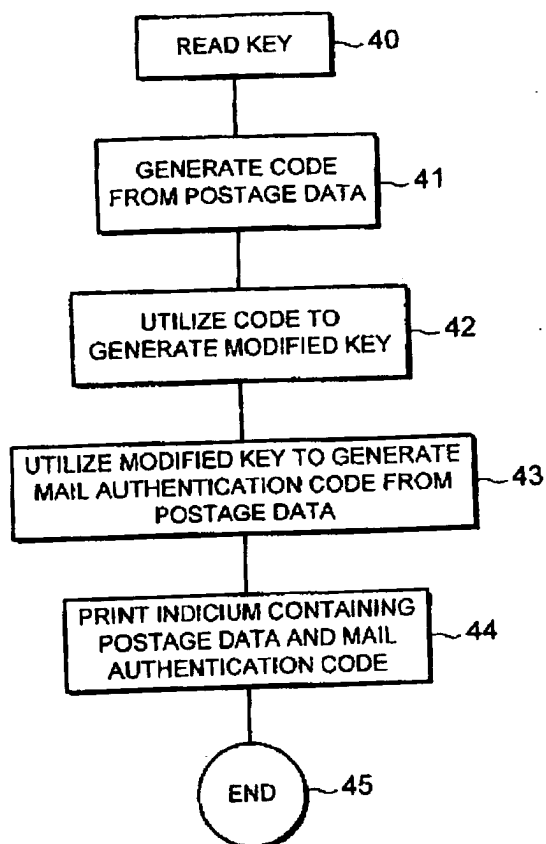 READ KEY
40
GENERATE CODE
FROM POSTAGE DATA
41
UTILIZE CODE TO
GENERATE MODIFIED KEY
42
UTILIZE MODIFIED KEY TO GENERATE
MAIL AUTHENTICATION CODE FROM
POSTAGE DATA
43
PRINT INDICIUM CONTAINING
POSTAGE DATA AND MAIL
AUTHENTICATION CODE
44
END
45